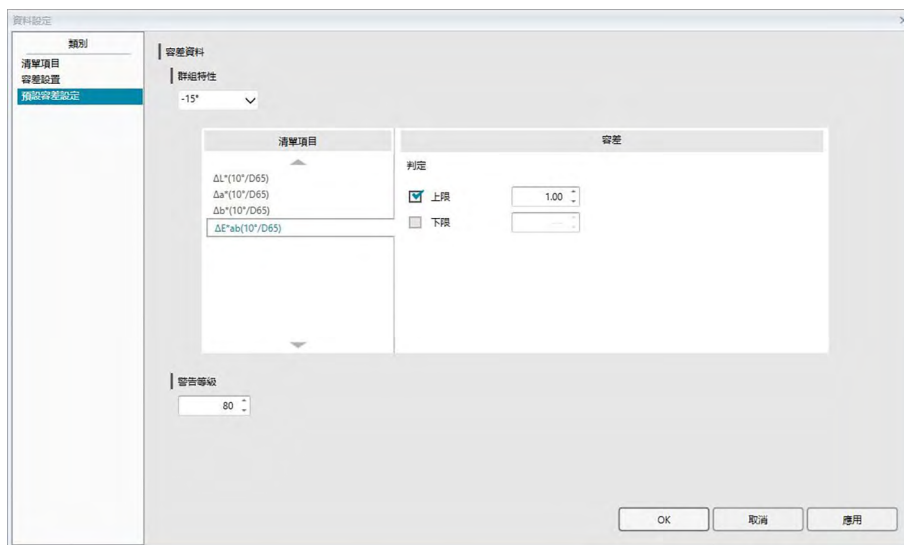 資料設定
類別
清單項目
容差設置
預設容差設定
容差資料
群組特性
-15°
清單項目
容差
ΔL*(10°/D65)
Δa*(10°/D65)
Δb*(10°/D65)
ΔE*ab(10°/D65)
判定
上限
1.00
下限
----
警告等級
80
OK
取消
應用